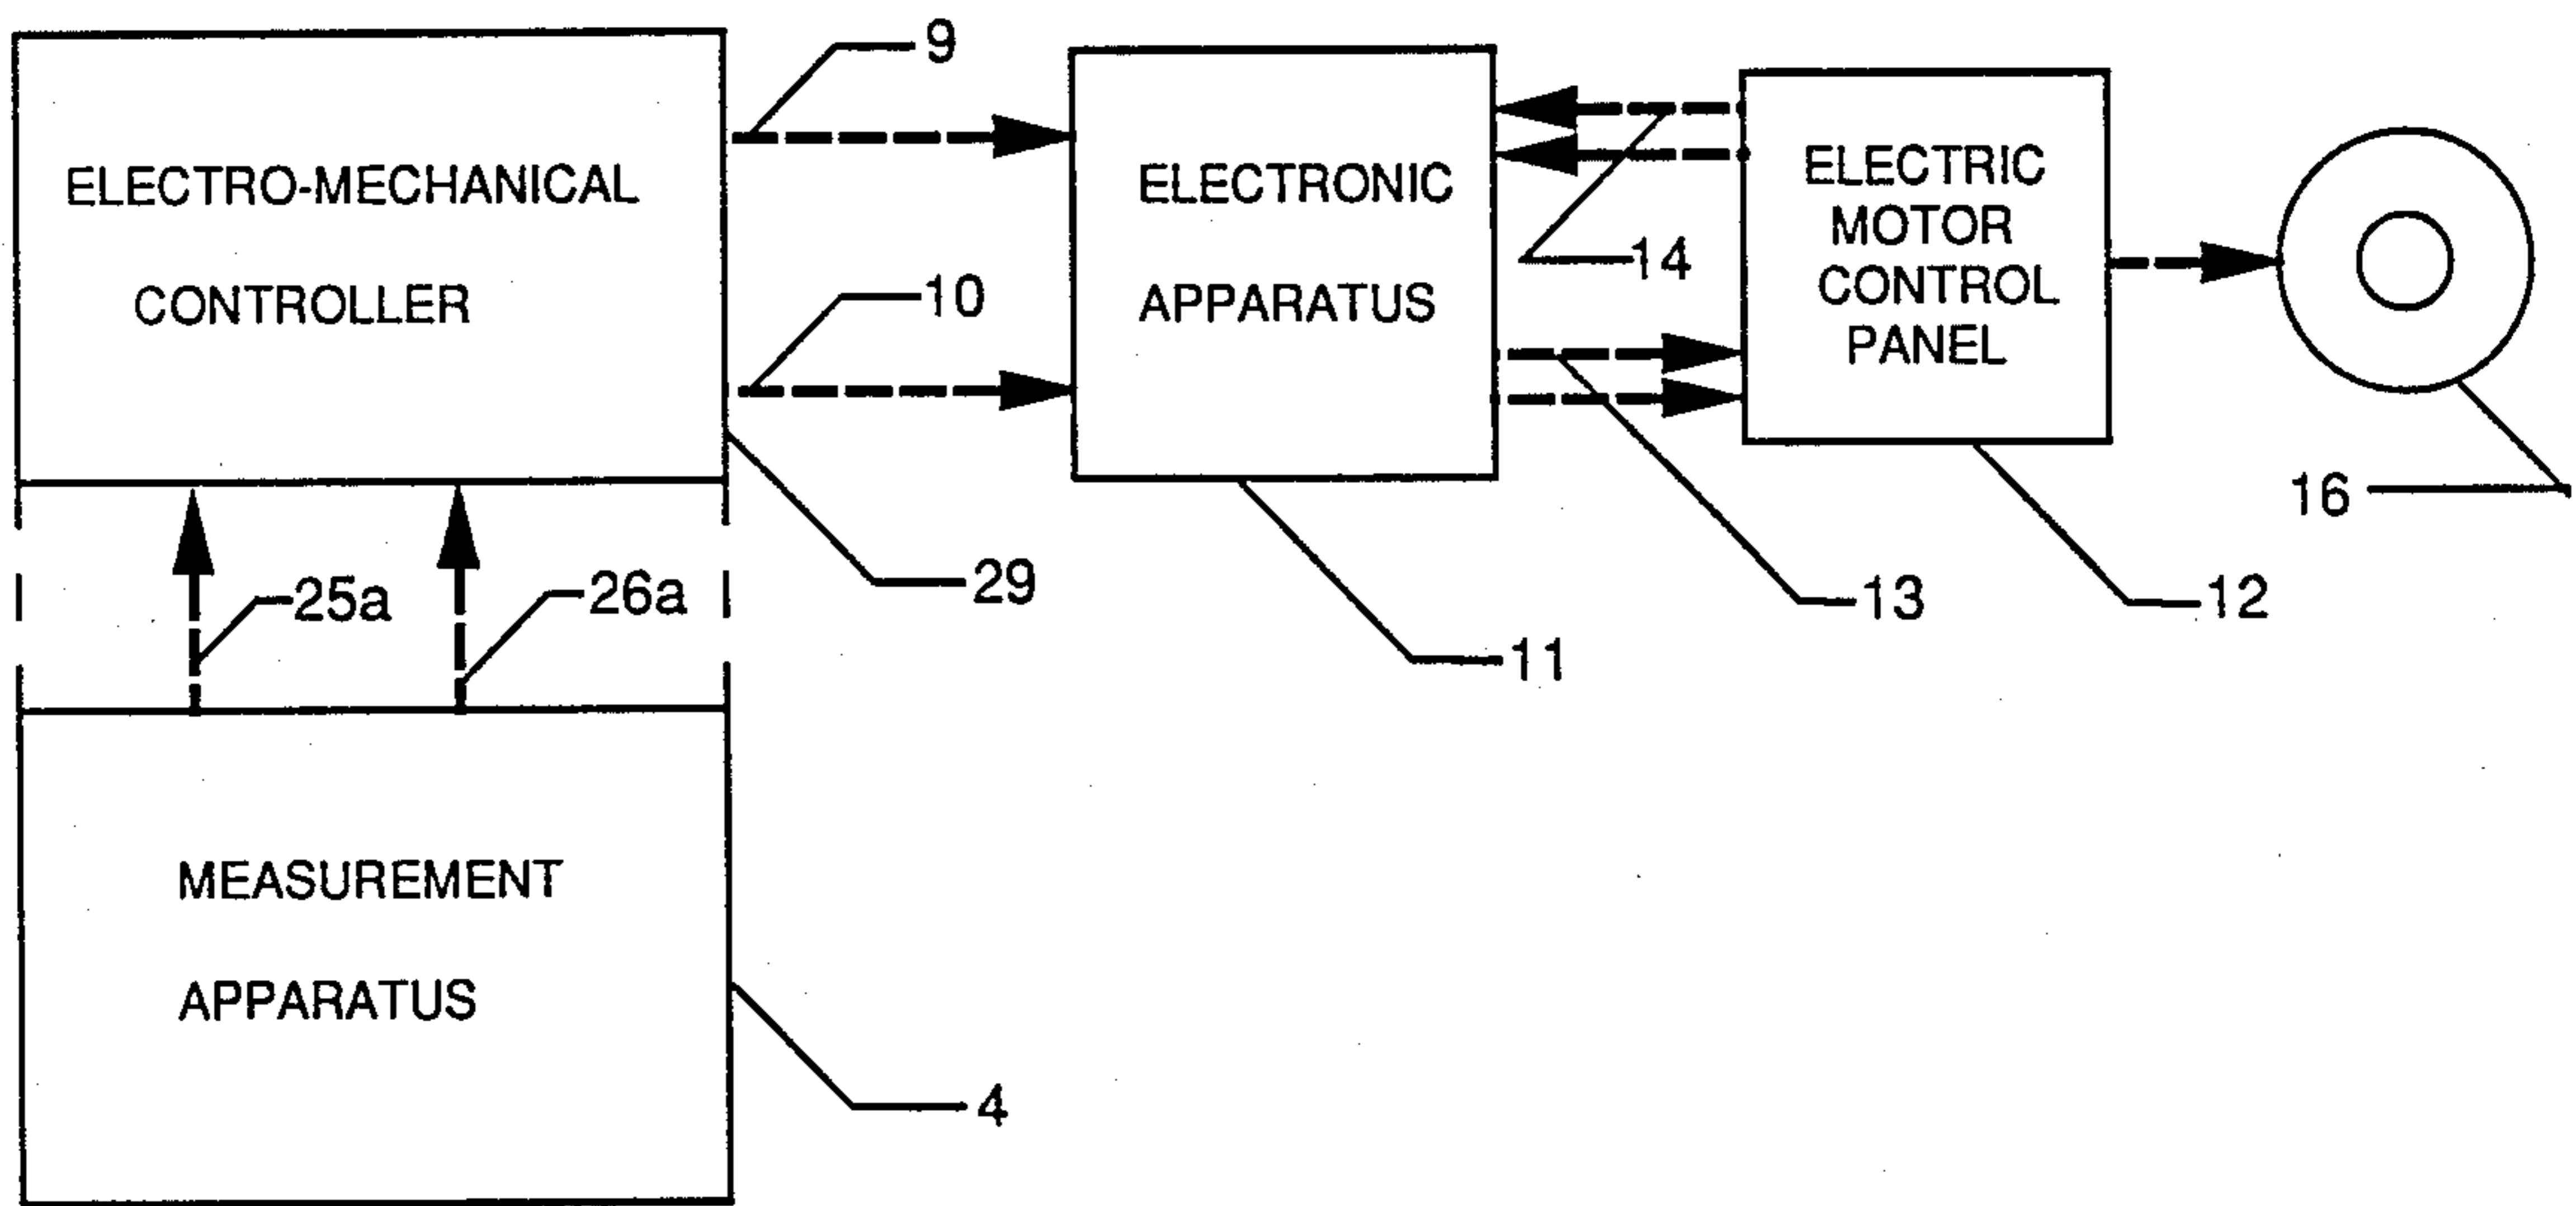 ELECTRO-MECHANICAL
CONTROLLER
9
10
ELECTRONIC
APPARATUS
14
ELECTRIC
MOTOR
CONTROL
PANEL
16
25a
26a
29
11
13
12
MEASUREMENT
APPARATUS
4